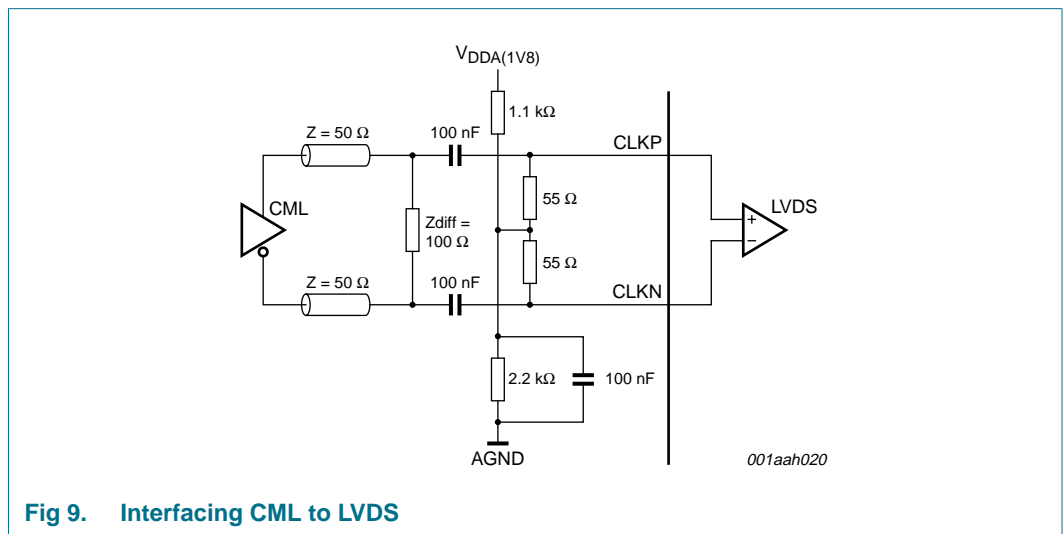 VDDA(1V8)
1.1 kΩ
Z = 50 Ω
100 nF
CLKP
55 Ω
CML
Zdiff =
100 Ω
LVDS
+
−
55 Ω
Z = 50 Ω
100 nF
CLKN
2.2 kΩ
100 nF
AGND
001aah020
Fig 9. Interfacing CML to LVDS